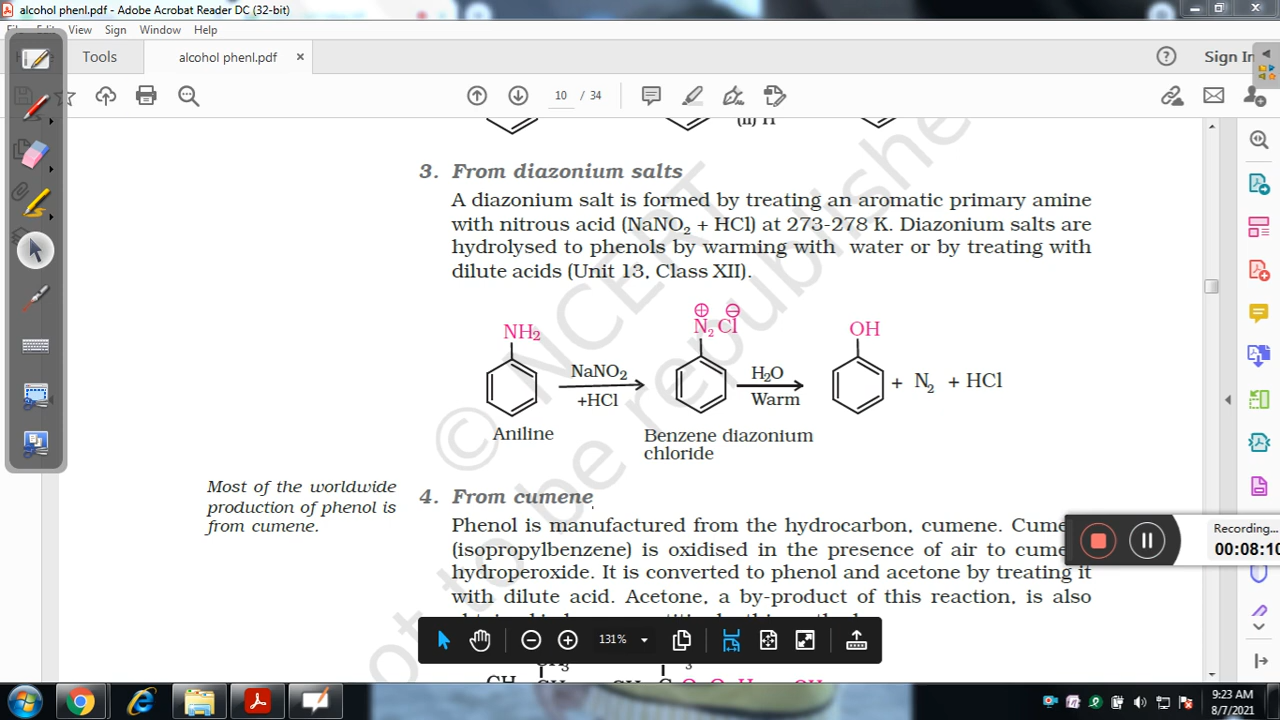 alcohol phenl.pdf - Adobe Acrobat Reader DC (32-bit)
View Sign Window Help
Tools alcohol phenl.pdf × Sign In
10 / 34
(ii) H
3. From diazonium salts
A diazonium salt is formed by treating an aromatic primary amine
with nitrous acid (NaNO₂ + HCl) at 273-278 K. Diazonium salts are
hydrolysed to phenols by warming with water or by treating with
dilute acids (Unit 13, Class XII).
NH₂
NaNO₂
+HCl
Aniline
⊕ ⊖
N₂ Cl
Benzene diazonium
chloride
H₂O
Warm
OH
+ N₂ + HCl
Most of the worldwide
production of phenol is
from cumene.
4. From cumene
Phenol is manufactured from the hydrocarbon, cumene.
(isopropylbenzene) is oxidised in the presence of air to
hydroperoxide. It is converted to phenol and acetone by treating it
with dilute acid. Acetone, a by-product of this reaction, is also
© NCERT
not to be republished
Recording...
00:08:10
131%
9:23 AM
8/7/2021